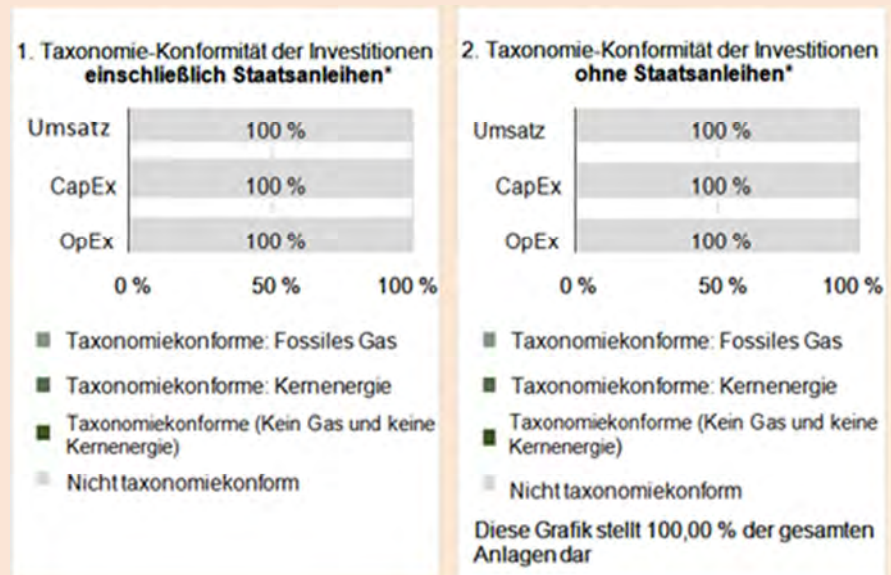 1. Taxonomie-Konformität der Investitionen
einschließlich Staatsanleihen*
Umsatz 100 %
CapEx 100 %
OpEx 100 %
0 % 50 % 100 %
Taxonomiekonforme: Fossiles Gas
Taxonomiekonforme: Kernenergie
Taxonomiekonforme (Kein Gas und keine
Kernenergie)
Nicht taxonomiekonform
2. Taxonomie-Konformität der Investitionen
ohne Staatsanleihen*
Umsatz 100 %
CapEx 100 %
OpEx 100 %
0 % 50 % 100 %
Taxonomiekonforme: Fossiles Gas
Taxonomiekonforme: Kernenergie
Taxonomiekonforme (Kein Gas und keine
Kernenergie)
Nicht taxonomiekonform
Diese Grafik stellt 100,00 % der gesamten
Anlagen dar